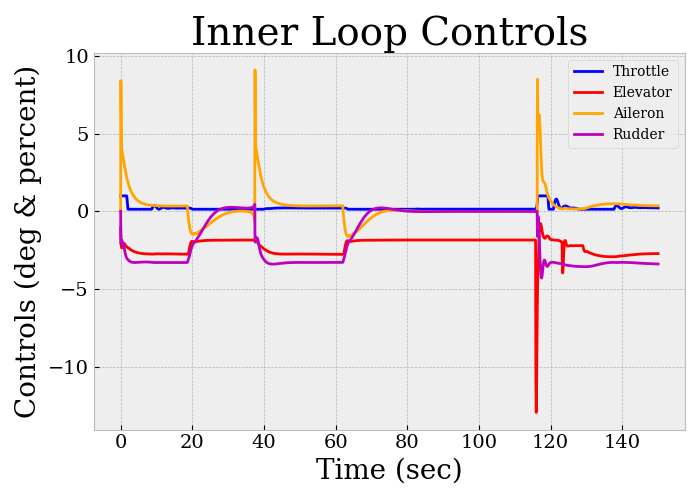 Inner Loop Controls
Controls (deg & percent)
10
5
0
−5
−10
Throttle
Elevator
Aileron
Rudder
0 20 40 60 80 100 120 140
Time (sec)